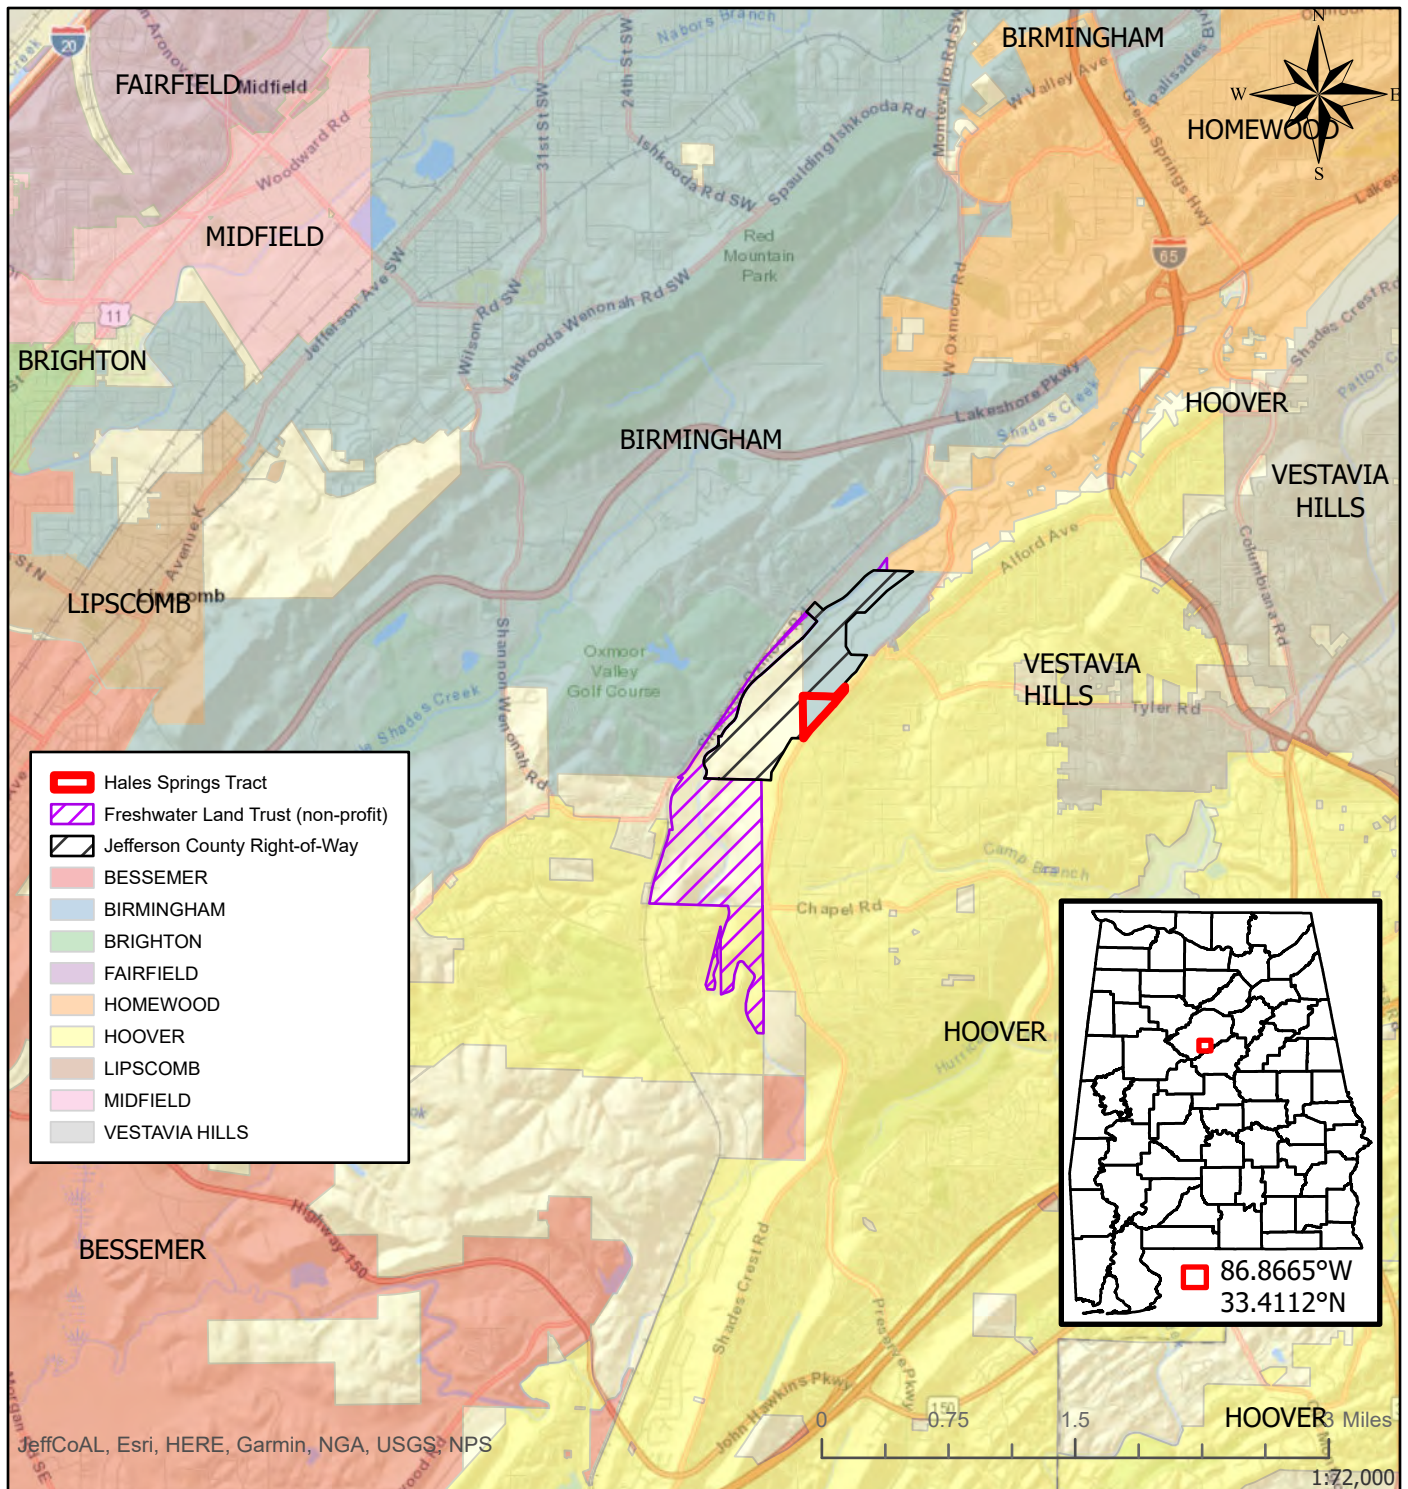 BIRMINGHAM
N
W
E
S
HOMEWOOD
20
FAIRFIELD
Midfield
Woodward Rd
MIDFIELD
11
BRIGHTON
Jefferson Ave SW
31st St SW
24th St SW
Nabors Branch
Ishkooda Rd SW
Spaulding Ishkooda Rd
Montevallo Rd SW
W Valley Ave
Green Springs Hwy
Palisades Bl
65
Red
Mountain
Park
Wilson Rd SW
Ishkooda Wenonah Rd SW
W Oxmoor Rd
Lakeshore Pkwy
Shades Creek
Shades Crest Rd
HOOVER
BIRMINGHAM
VESTAVIA
HILLS
Columbiana Rd
Alford Ave
Avenue K
St N
LIPSCOMB
Lipscomb
Shannon Wenonah Rd
Oxmoor
Valley
Golf Course
VESTAVIA
HILLS
Tyler Rd
Shades Creek
Hales Springs Tract
Freshwater Land Trust (non-profit)
Jefferson County Right-of-Way
BESSEMER
BIRMINGHAM
BRIGHTON
FAIRFIELD
HOMEWOOD
HOOVER
LIPSCOMB
MIDFIELD
VESTAVIA HILLS
Camp Branch
Chapel Rd
HOOVER
BESSEMER
Highway 150
Shades Crest Rd
Preserve Pkwy
John Hawkins Pkwy
150
86.8665°W
33.4112°N
HOOVER
0
0.75
1.5
3 Miles
1:72,000
Morgan Rd SE
JeffCoAL, Esri, HERE, Garmin, NGA, USGS, NPS